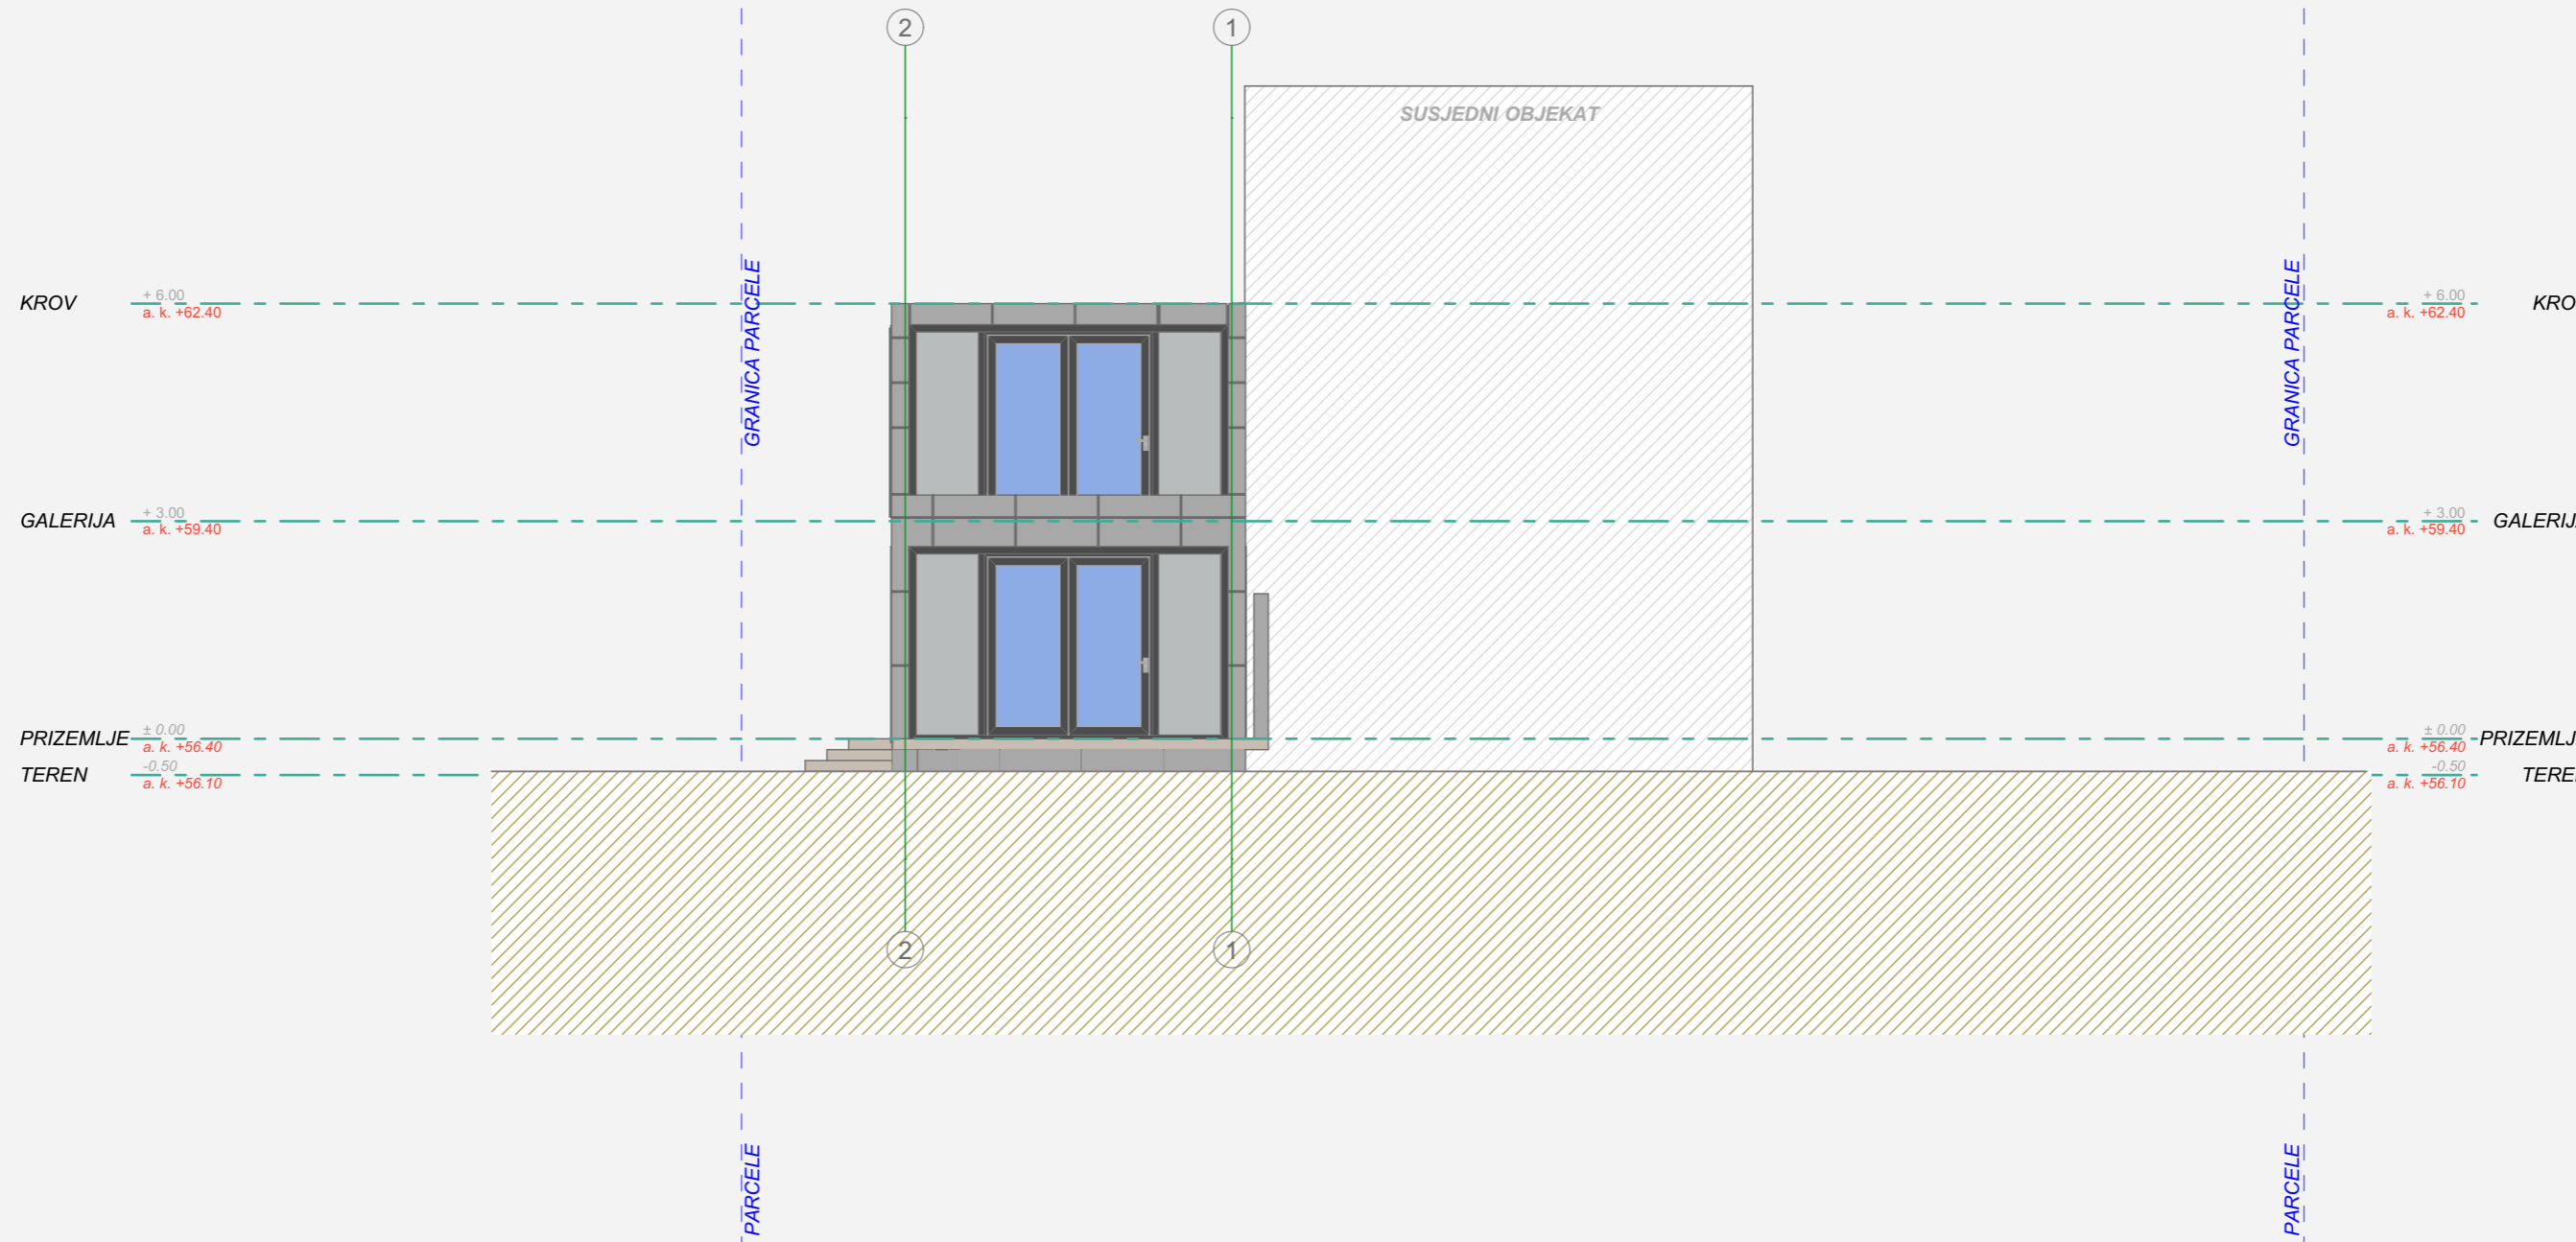 2
1
SUSJEDNI OBJEKAT
GRANICA PARCELE
GRANICA PARCELE
KROV
+ 6.00
a. k. +62.40
+ 6.00
a. k. +62.40
KRO
GALERIJA
+ 3.00
a. k. +59.40
+ 3.00
a. k. +59.40
GALERIJ
PRIZEMLJE
± 0.00
a. k. +56.40
± 0.00
a. k. +56.40
PRIZEMLJ
TEREN
-0.50
a. k. +56.10
-0.50
a. k. +56.10
TERE
2
1
PARCELE
PARCELE